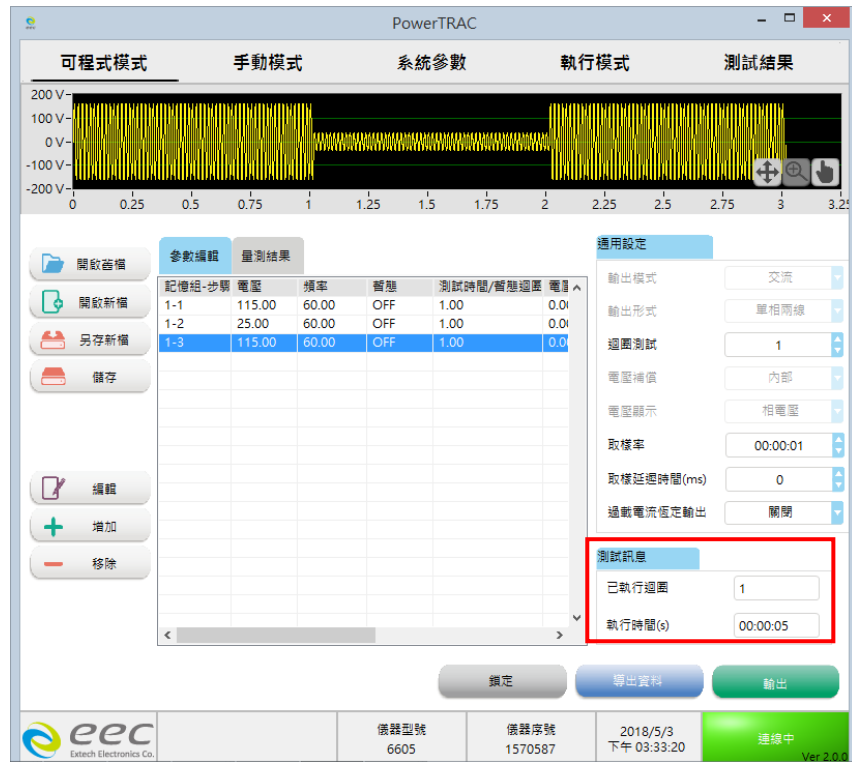 eec
PowerTRAC
可程式模式 手動模式 系統參數 執行模式 測試結果
200 V
100 V
0 V
-100 V
-200 V
0 0.25 0.5 0.75 1 1.25 1.5 1.75 2 2.25 2.5 2.75 3 3.25
參數編輯 量測結果
記憶組-步驟 電壓 頻率 暫態 測試時間/暫態迴圈
1-1 115.00 60.00 OFF 1.00 0.0
1-2 25.00 60.00 OFF 1.00 0.0
1-3 115.00 60.00 OFF 1.00 0.0
開啟舊檔
開啟新檔
另存新檔
儲存
編輯
增加
移除
通用設定
輸出模式 交流
輸出形式 單相兩線
迴圈測試 1
電壓補償 內部
電壓顯示 相電壓
取樣率 00:00:01
取樣延遲時間(ms) 0
過載電流恆定輸出 關閉
測試訊息
已執行迴圈 1
執行時間(s) 00:00:05
鎖定 導出資料 輸出
eec
Extech Electronics Co.
儀器型號
6605
儀器序號
1570587
2018/5/3
下午 03:33:20
連線中
Ver 2.0.0